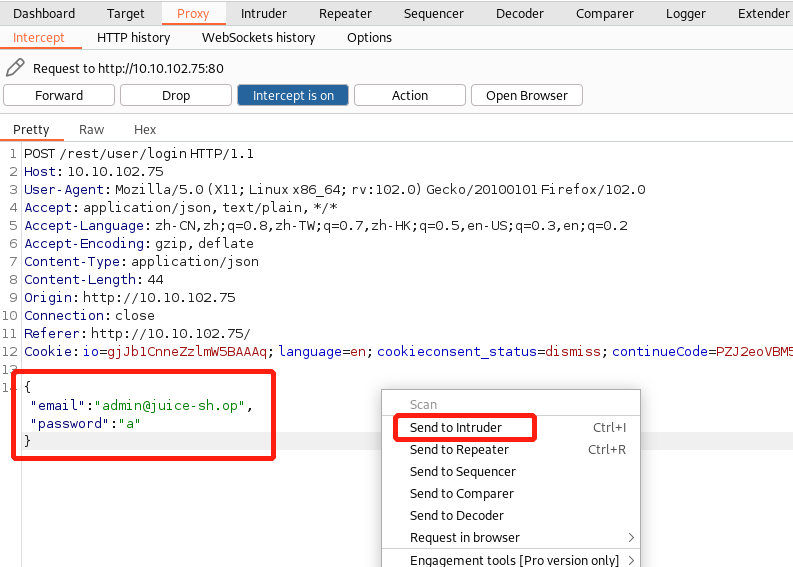 Dashboard Target Proxy Intruder Repeater Sequencer Decoder Comparer Logger Extender
Intercept HTTP history WebSockets history Options
Request to http://10.10.102.75:80
Forward Drop Intercept is on Action Open Browser
Pretty Raw Hex
1 POST /rest/user/login HTTP/1.1
2 Host: 10.10.102.75
3 User-Agent: Mozilla/5.0 (X11; Linux x86_64; rv:102.0) Gecko/20100101 Firefox/102.0
4 Accept: application/json, text/plain, */*
5 Accept-Language: zh-CN,zh;q=0.8,zh-TW;q=0.7,zh-HK;q=0.5,en-US;q=0.3,en;q=0.2
6 Accept-Encoding: gzip, deflate
7 Content-Type: application/json
8 Content-Length: 44
9 Origin: http://10.10.102.75
10 Connection: close
11 Referer: http://10.10.102.75/
12 Cookie: io=gjJb1CnneZzlmW5BAAAq; language=en; cookieconsent_status=dismiss; continueCode=PZJ2eoVBM5
13
14 {
"email":"admin@juice-sh.op",
"password":"a"
}
Scan
Send to Intruder Ctrl+I
Send to Repeater Ctrl+R
Send to Sequencer
Send to Comparer
Send to Decoder
Request in browser
Engagement tools [Pro version only]